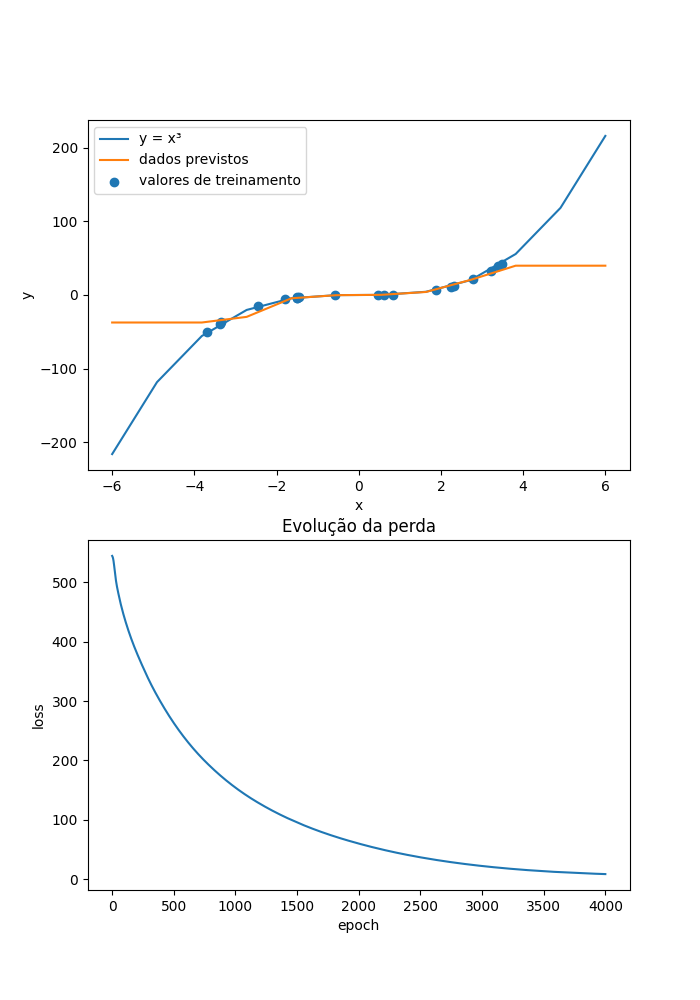 y = x³
dados previstos
valores de treinamento
200
100
0
−100
−200
y
−6 −4 −2 0 2 4 6
x
Evolução da perda
500
400
300
200
100
0
loss
0 500 1000 1500 2000 2500 3000 3500 4000
epoch